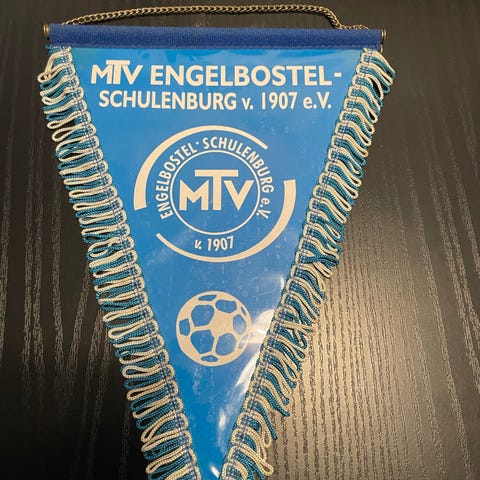 MTV ENGELBOSTEL-
SCHULENBURG v. 1907 e.V.
ENGELBOSTEL·SCHULENBURG e.V.
MTV
v. 1907